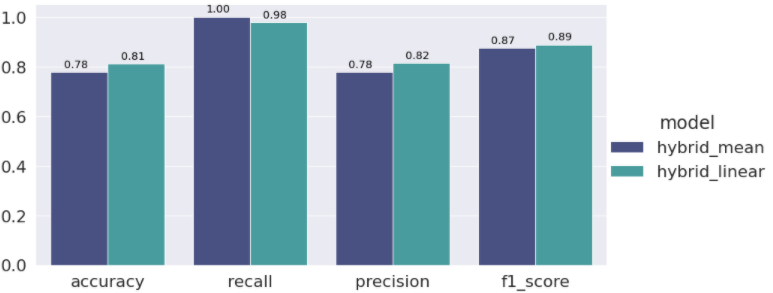 1.0
0.8
0.6
0.4
0.2
0.0
0.78
0.81
1.00
0.98
0.78
0.82
0.87
0.89
accuracy
recall
precision
f1_score
model
hybrid_mean
hybrid_linear